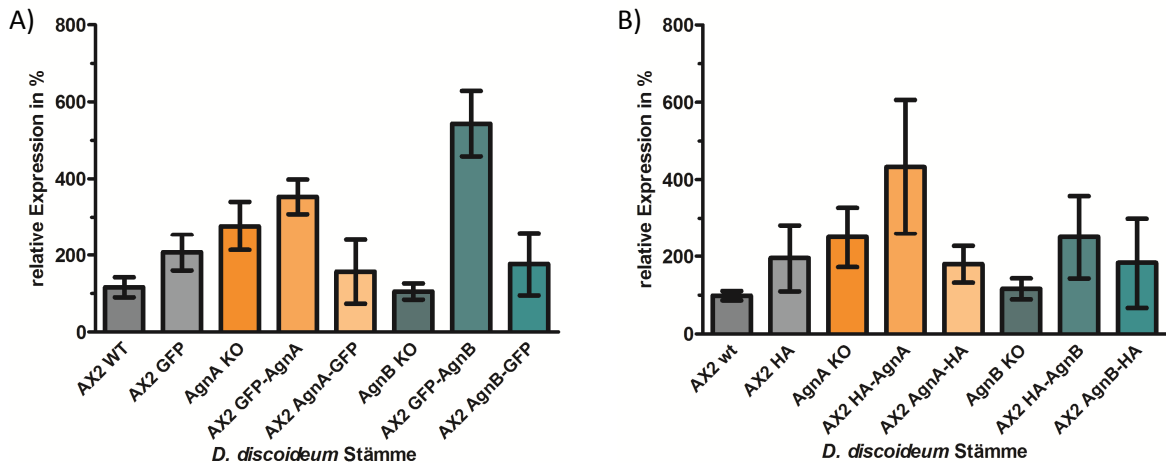 A)
relative Expression in %
800
600
400
200
0
AX2 WT
AX2 GFP
AgnA KO
AX2 GFP-AgnA
AX2 AgnA-GFP
AgnB KO
AX2 GFP-AgnB
AX2 AgnB-GFP
D. discoideum Stämme
B)
relative Expression in %
800
600
400
200
0
AX2 wt
AX2 HA
AgnA KO
AX2 HA-AgnA
AX2 AgnA-HA
AgnB KO
AX2 HA-AgnB
AX2 AgnB-HA
D. discoideum Stämme